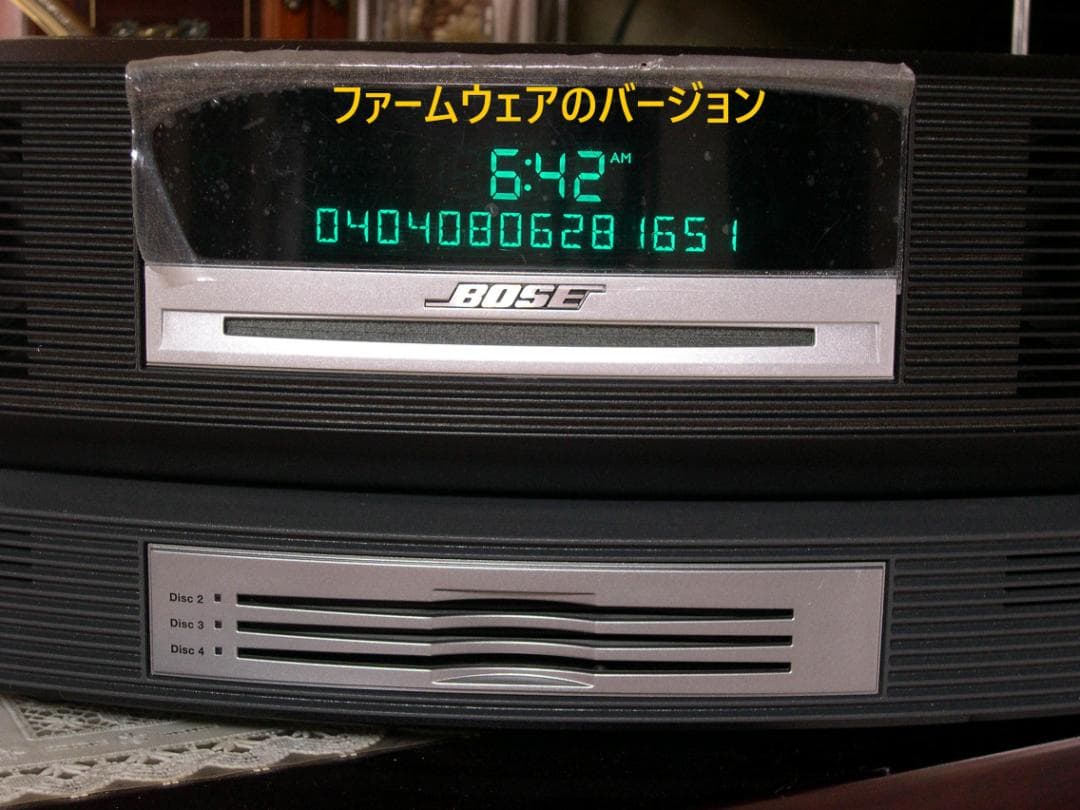 ファームウェアのバージョン
6:42 AM
0404080628 1651
BOSE
Disc 2
Disc 3
Disc 4